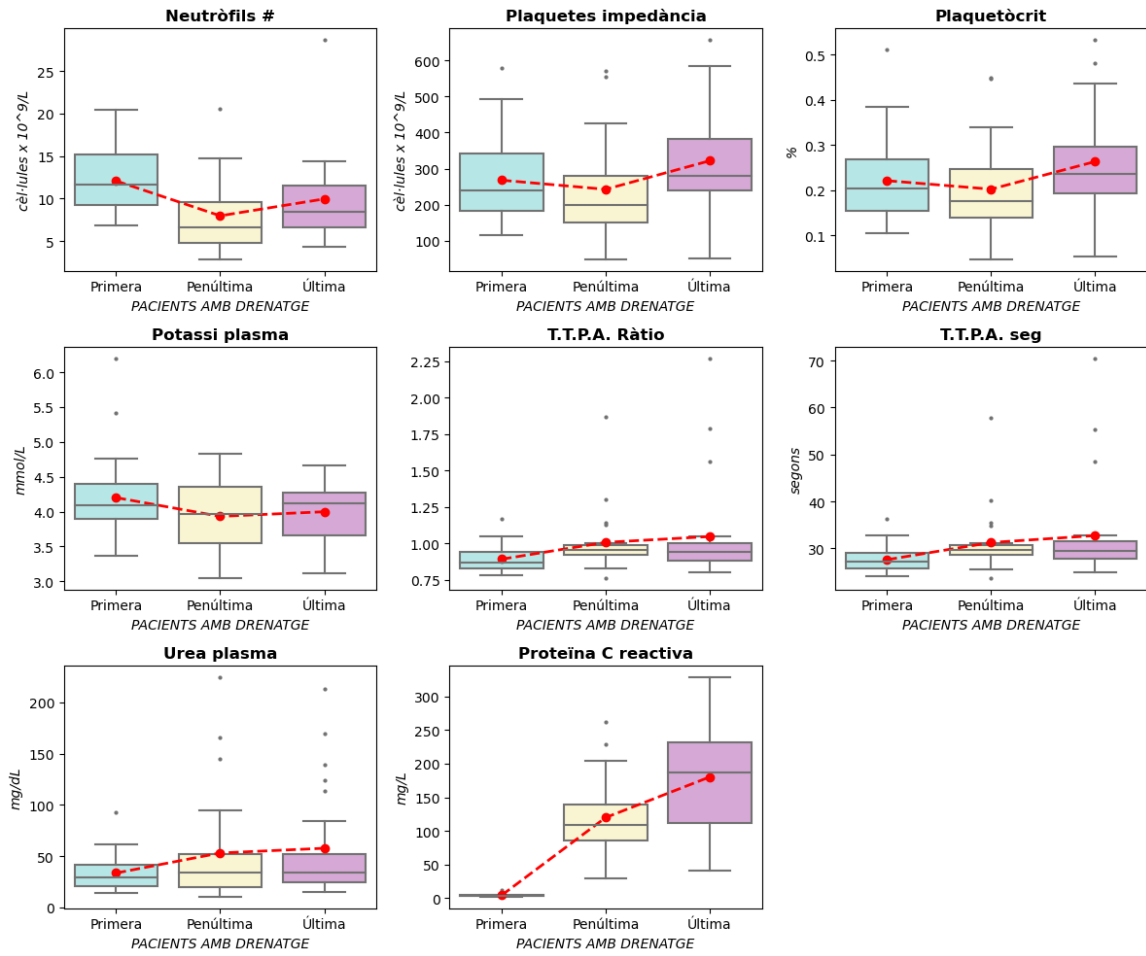 Neutròfils #
cèl·lules x 10^9/L
25
20
15
10
5
Primera Penúltima Última
PACIENTS AMB DRENATGE
Plaquetes impedància
cèl·lules x 10^9/L
600
500
400
300
200
100
Primera Penúltima Última
PACIENTS AMB DRENATGE
Plaquetòcrit
%
0.5
0.4
0.3
0.2
0.1
Primera Penúltima Última
PACIENTS AMB DRENATGE
Potassi plasma
mmol/L
6.0
5.5
5.0
4.5
4.0
3.5
3.0
Primera Penúltima Última
PACIENTS AMB DRENATGE
T.T.P.A. Ràtio
2.25
2.00
1.75
1.50
1.25
1.00
0.75
Primera Penúltima Última
PACIENTS AMB DRENATGE
T.T.P.A. seg
segons
70
60
50
40
30
Primera Penúltima Última
PACIENTS AMB DRENATGE
Urea plasma
mg/dL
200
150
100
50
0
Primera Penúltima Última
PACIENTS AMB DRENATGE
Proteïna C reactiva
mg/L
300
250
200
150
100
50
0
Primera Penúltima Última
PACIENTS AMB DRENATGE